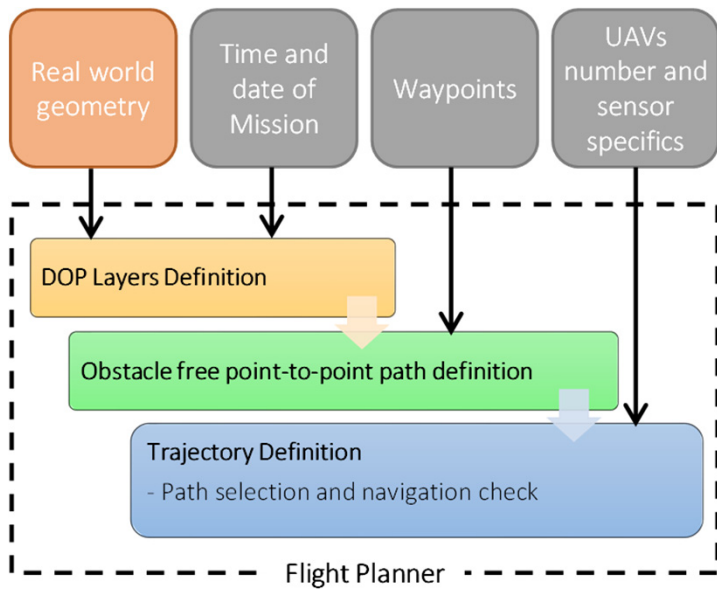 Real world
geometry
Time and
date of
Mission
Waypoints
UAVs
number and
sensor
specifics
DOP Layers Definition
Obstacle free point-to-point path definition
Trajectory Definition
- Path selection and navigation check
Flight Planner